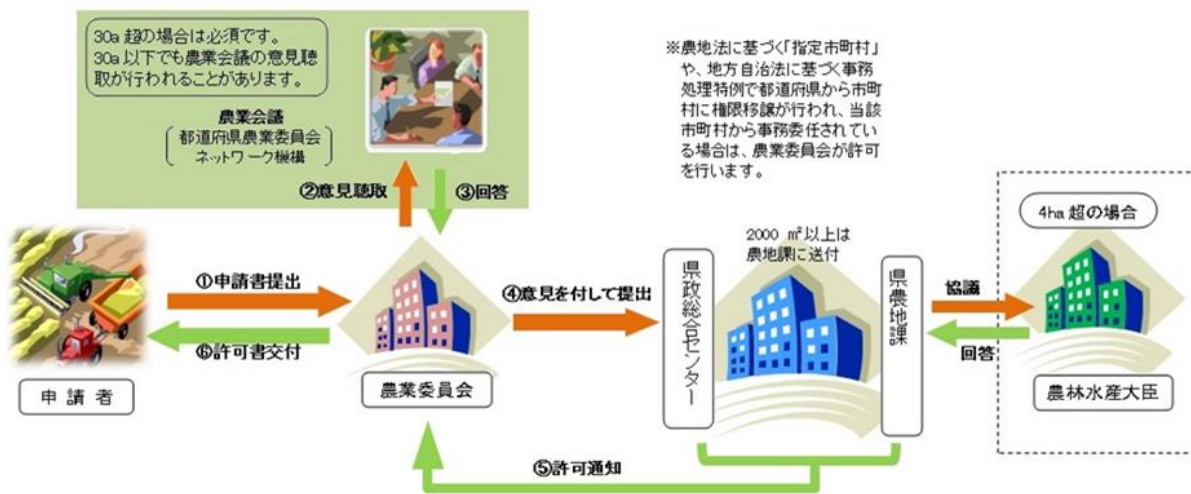 30a 超の場合は必須です。
30a 以下でも農業会議の意見聴
取が行われることがあります。
農業会議
都道府県農業委員会
ネットワーク機構
②意見聴取
③回答
※農地法に基づく「指定市町村」
や、地方自治法に基づく事務
処理特例で都道府県から市町
村に権限移譲が行われ、当該
市町村から事務委任されてい
る場合は、農業委員会が許可
を行います。
4ha 超の場合
2000 ㎡以上は
農地課に送付
①申請書提出
④意見を付して提出
県政総合センター
県農地課
協議
回答
⑥許可書交付
申請者
農業委員会
農林水産大臣
⑤許可通知